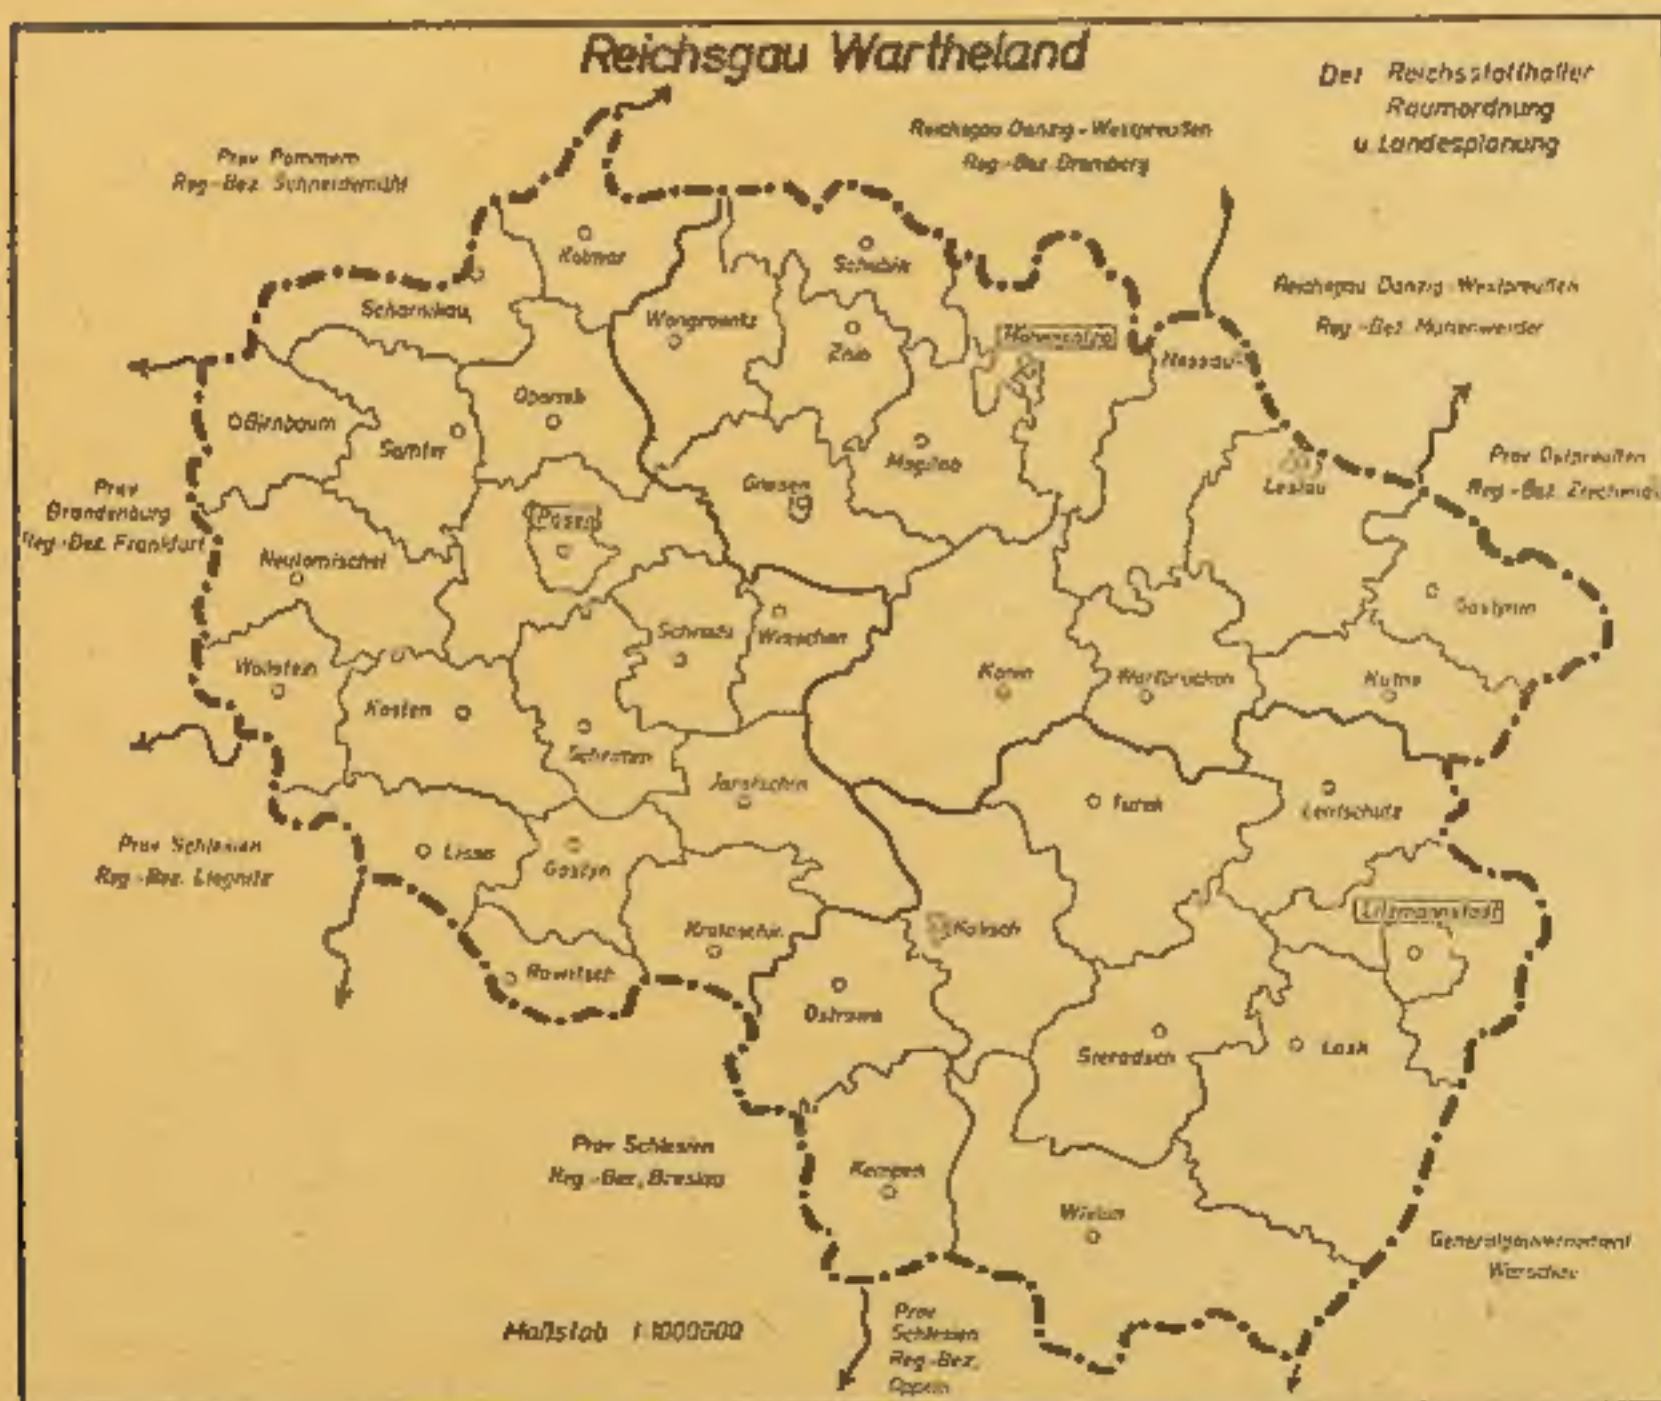 Reichsgau Wartheland
Der Reichsstatthalter
Raumordnung
u. Landesplanung
Prov Pommern
Reg-Bez. Schneidemühl
Reichsgau Danzig-Westpreußen
Reg-Bez. Bromberg
Reichsgau Danzig-Westpreußen
Reg-Bez.
Prov Ostpreußen
Reg-Bez.
Prov
Brandenburg
Reg-Bez. Frankfurt
Prov Schlesien
Reg-Bez. Liegnitz
Prov Schlesien
Reg-Bez, Breslau
Prov
Schlesien
Reg-Bez,
Oppeln
Generalgouvernement
Kolmar
Scharnikau
Schubin
Wongrowitz
Znin
Hohensalza
Nessau
Birnbaum
Samter
Obornik
Mogilno
Leslau
Gnesen
Posen
Neutomischel
Wollstein
Kosten
Schrimm
Schroda
Wreschen
Konin
Warbrücken
Kutno
Gostynin
Jarotschin
Turek
Lentschütz
Lissa
Gostyn
Krotoschin
Rawitsch
Kalisch
Ostrowo
Litzmannstadt
Sieradsch
Lask
Kempen
Wielun
Maßstab 1:1000000